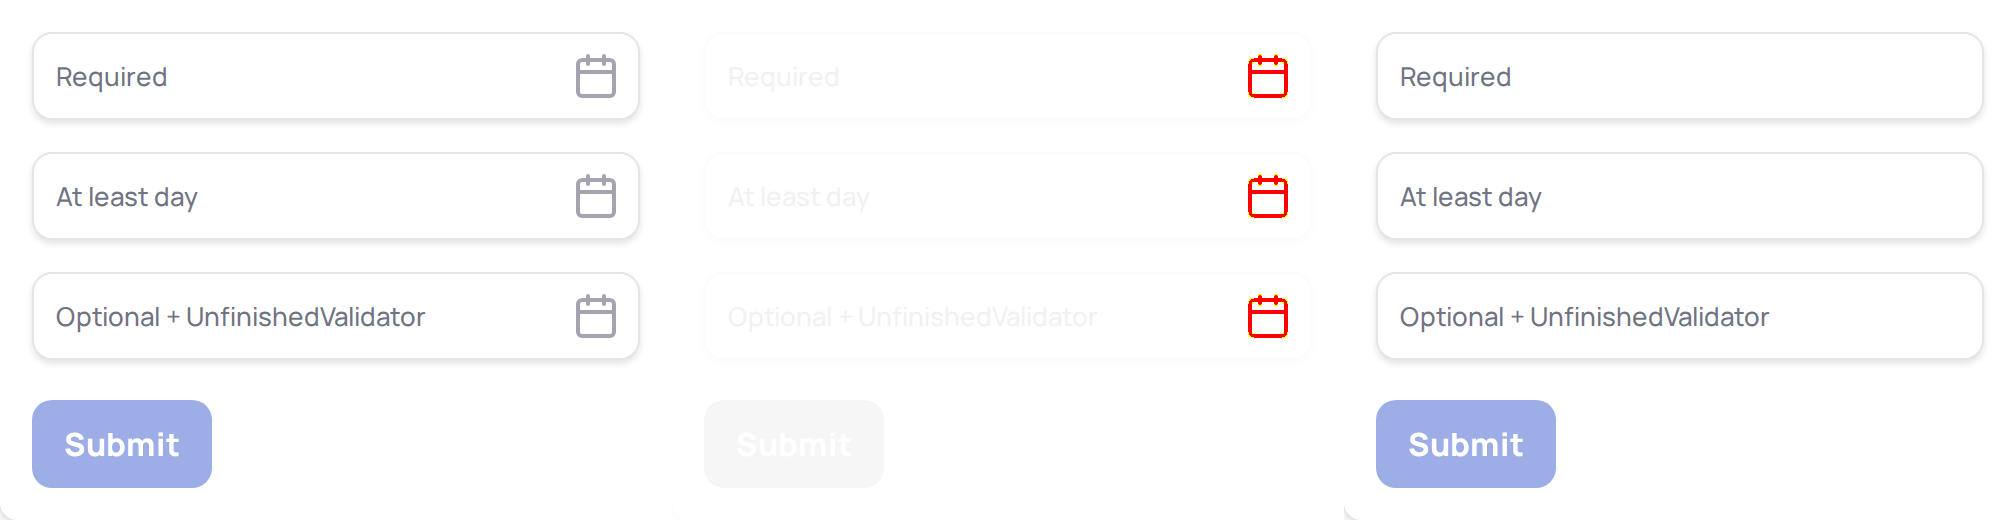 Required
At least day
Optional + UnfinishedValidator
Submit
Required
At least day
Optional + UnfinishedValidator
Submit
Required
At least day
Optional + UnfinishedValidator
Submit